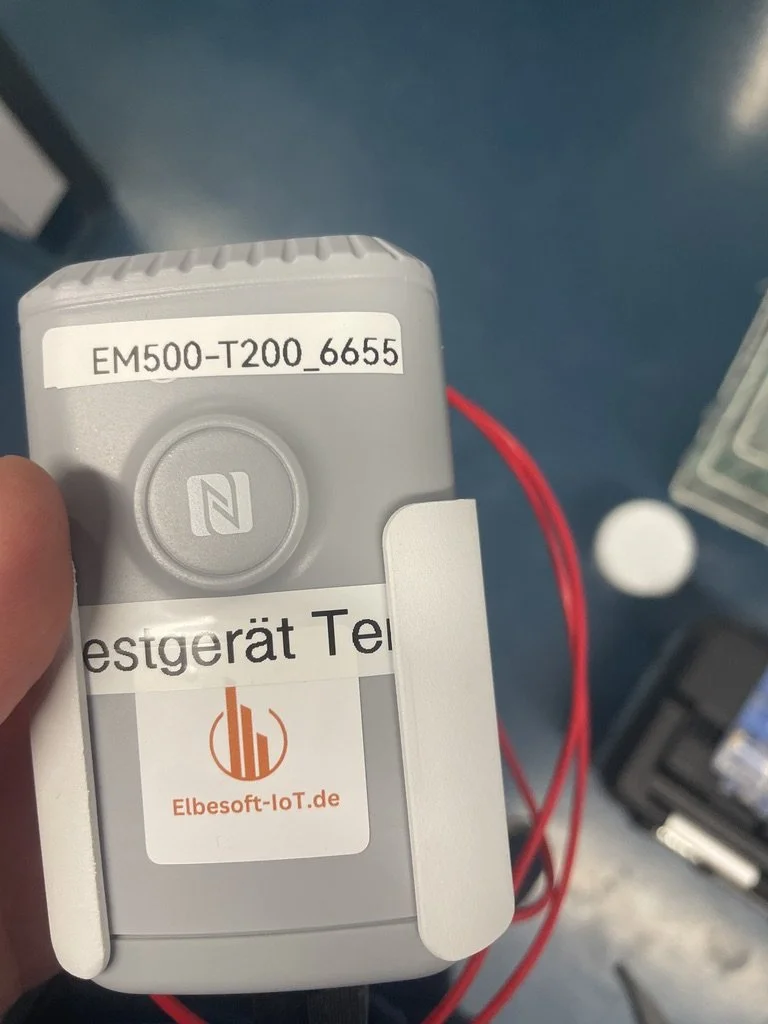 EM500-T200_6655
estgerät Te
Elbesoft-IoT.de